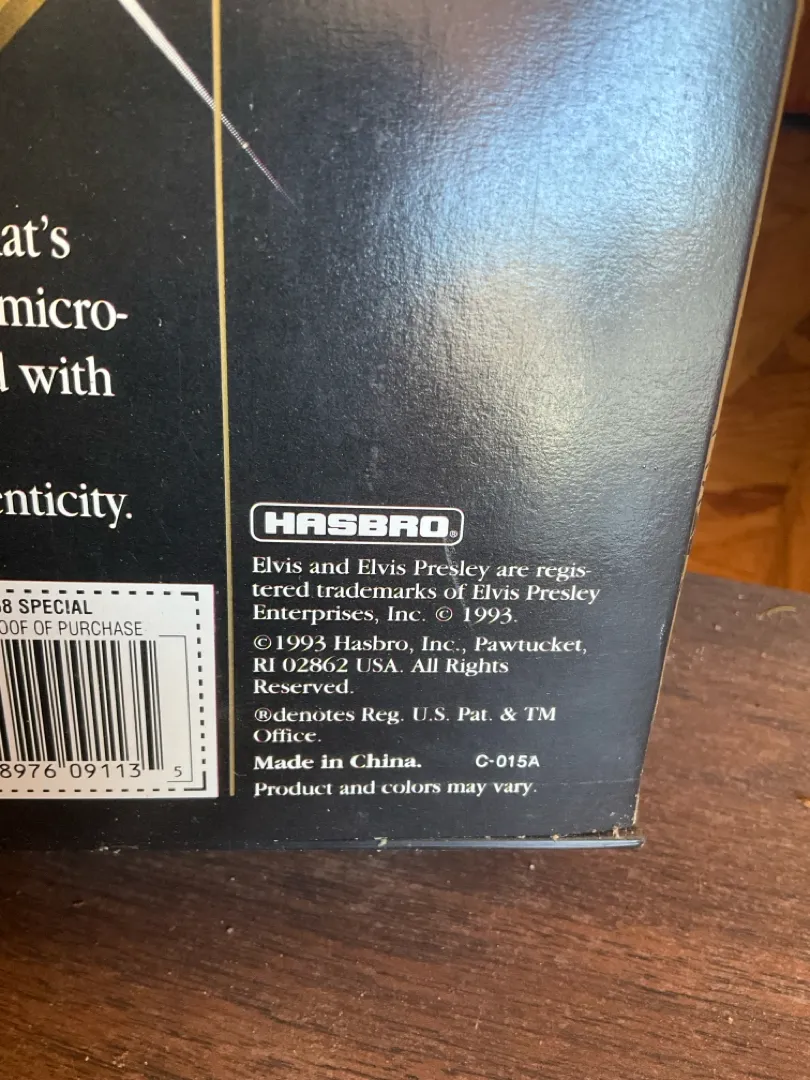 at's
micro-
with
enticity.
8 SPECIAL
OOF OF PURCHASE
8976 09113 5
HASBRO®
Elvis and Elvis Presley are regis-
tered trademarks of Elvis Presley
Enterprises, Inc. © 1993.
©1993 Hasbro, Inc., Pawtucket,
RI 02862 USA. All Rights
Reserved.
®denotes Reg. U.S. Pat. & TM
Office.
Made in China. C-015A
Product and colors may vary.